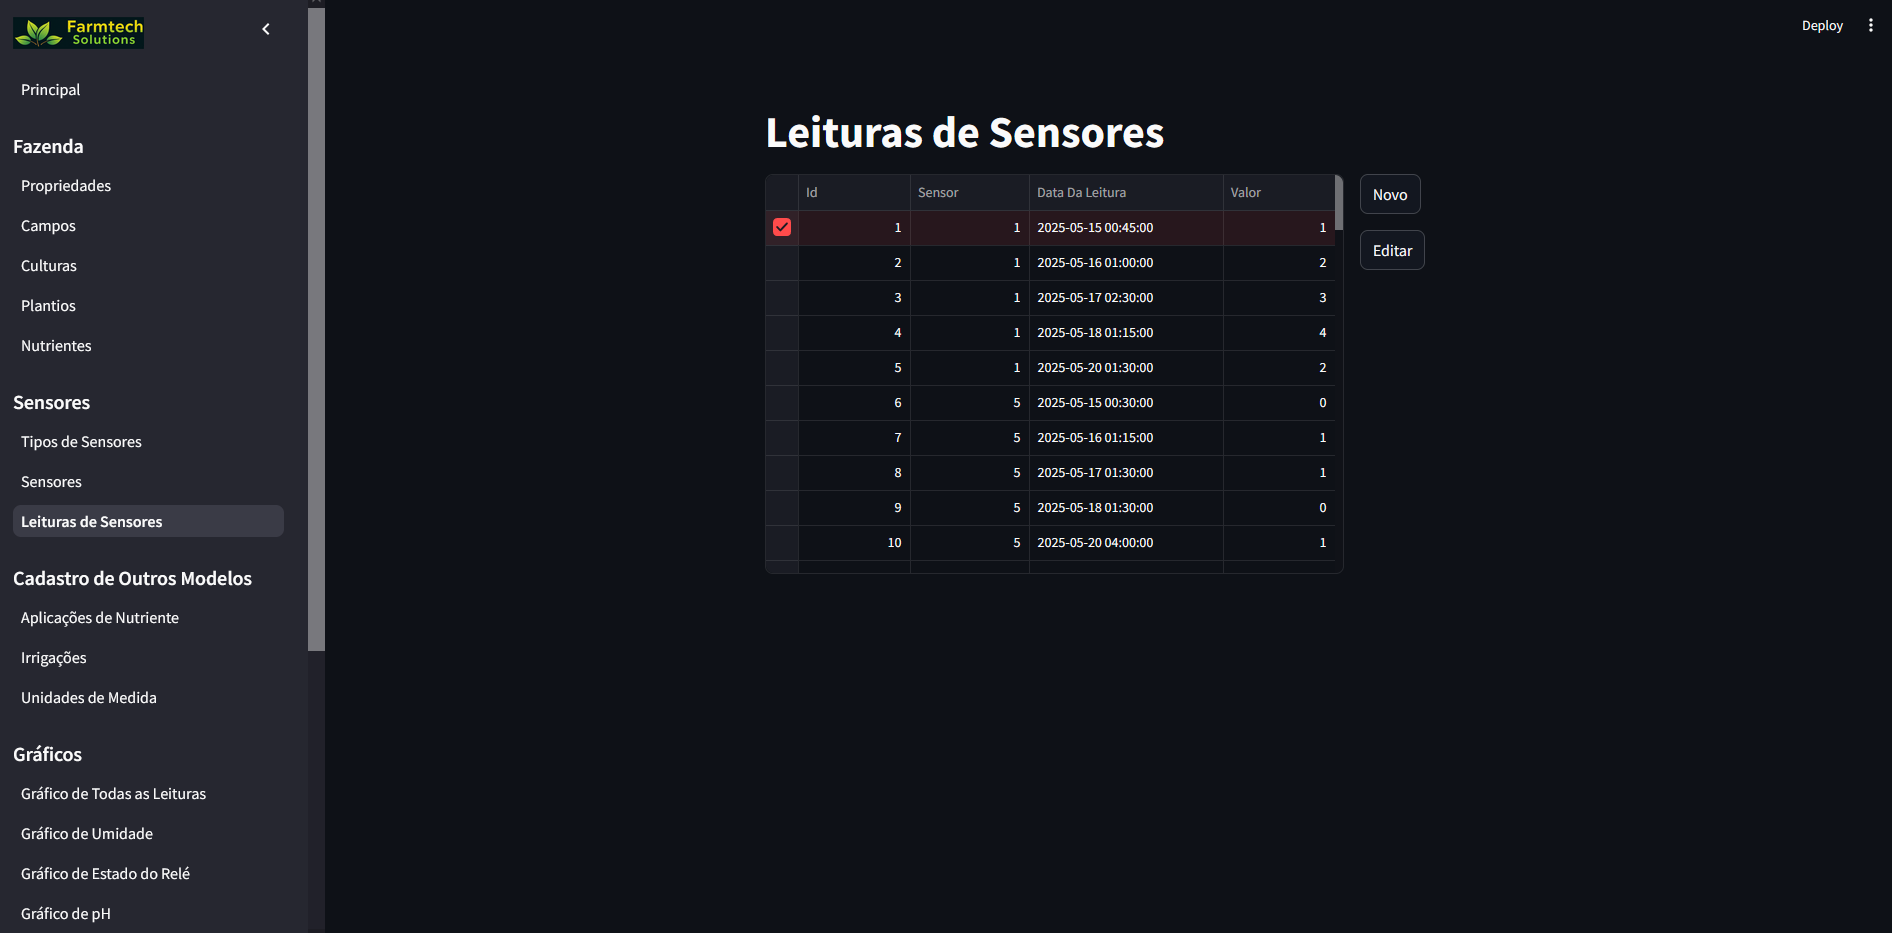 Farmtech
Solutions
Principal
Fazenda
Propriedades
Campos
Culturas
Plantios
Nutrientes
Sensores
Tipos de Sensores
Sensores
Leituras de Sensores
Cadastro de Outros Modelos
Aplicações de Nutriente
Irrigações
Unidades de Medida
Gráficos
Gráfico de Todas as Leituras
Gráfico de Umidade
Gráfico de Estado do Relé
Gráfico de pH
Deploy
Leituras de Sensores
Id Sensor Data Da Leitura Valor
1 1 2025-05-15 00:45:00 1
2 1 2025-05-16 01:00:00 2
3 1 2025-05-17 02:30:00 3
4 1 2025-05-18 01:15:00 4
5 1 2025-05-20 01:30:00 2
6 5 2025-05-15 00:30:00 0
7 5 2025-05-16 01:15:00 1
8 5 2025-05-17 01:30:00 1
9 5 2025-05-18 01:30:00 0
10 5 2025-05-20 04:00:00 1
Novo
Editar